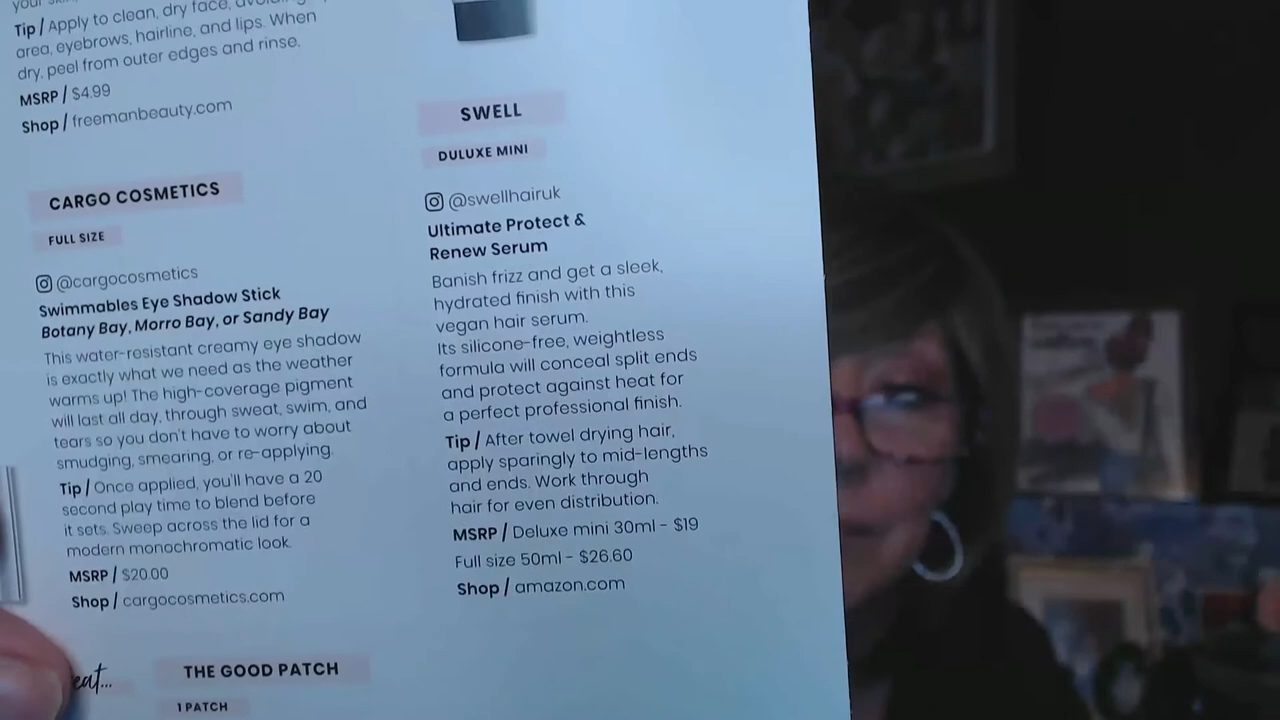 your skin,
Tip / Apply to clean, dry face, avoiding
area, eyebrows, hairline, and lips. When
dry, peel from outer edges and rinse.
MSRP / $4.99
Shop / freemanbeauty.com
CARGO COSMETICS
FULL SIZE
@cargocosmetics
Swimmables Eye Shadow Stick
Botany Bay, Morro Bay, or Sandy Bay
This water-resistant creamy eye shadow
is exactly what we need as the weather
warms up! The high-coverage pigment
will last all day, through sweat, swim, and
tears so you don't have to worry about
smudging, smearing, or re-applying.
Tip / Once applied, you'll have a 20
second play time to blend before
it sets. Sweep across the lid for a
modern monochromatic look.
MSRP / $20.00
Shop / cargocosmetics.com
eat...
THE GOOD PATCH
1 PATCH
SWELL
DULUXE MINI
@swellhairuk
Ultimate Protect &
Renew Serum
Banish frizz and get a sleek,
hydrated finish with this
vegan hair serum.
Its silicone-free, weightless
formula will conceal split ends
and protect against heat for
a perfect professional finish.
Tip / After towel drying hair,
apply sparingly to mid-lengths
and ends. Work through
hair for even distribution.
MSRP / Deluxe mini 30ml - $19
Full size 50ml - $26.60
Shop / amazon.com